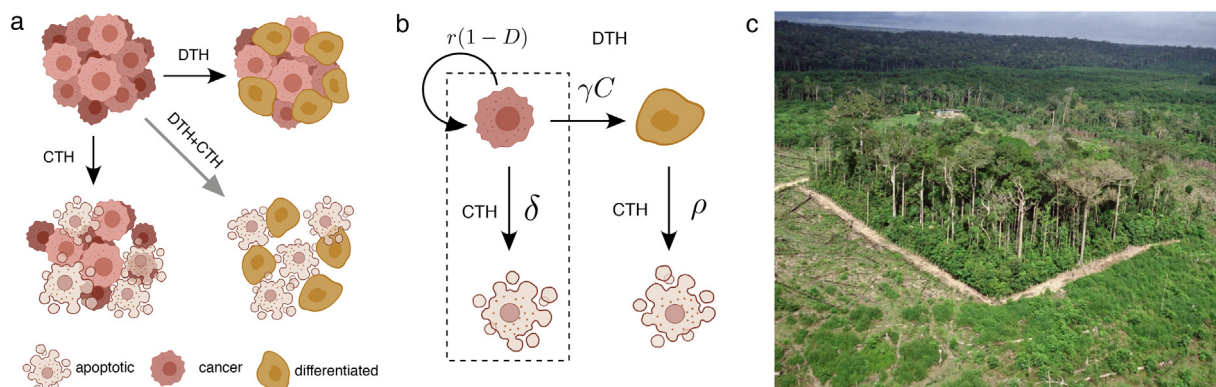 a
DTH
DTH+CTH
CTH
apoptotic
cancer
differentiated
b
r(1 − D)
DTH
γC
CTH
δ
CTH
ρ
c